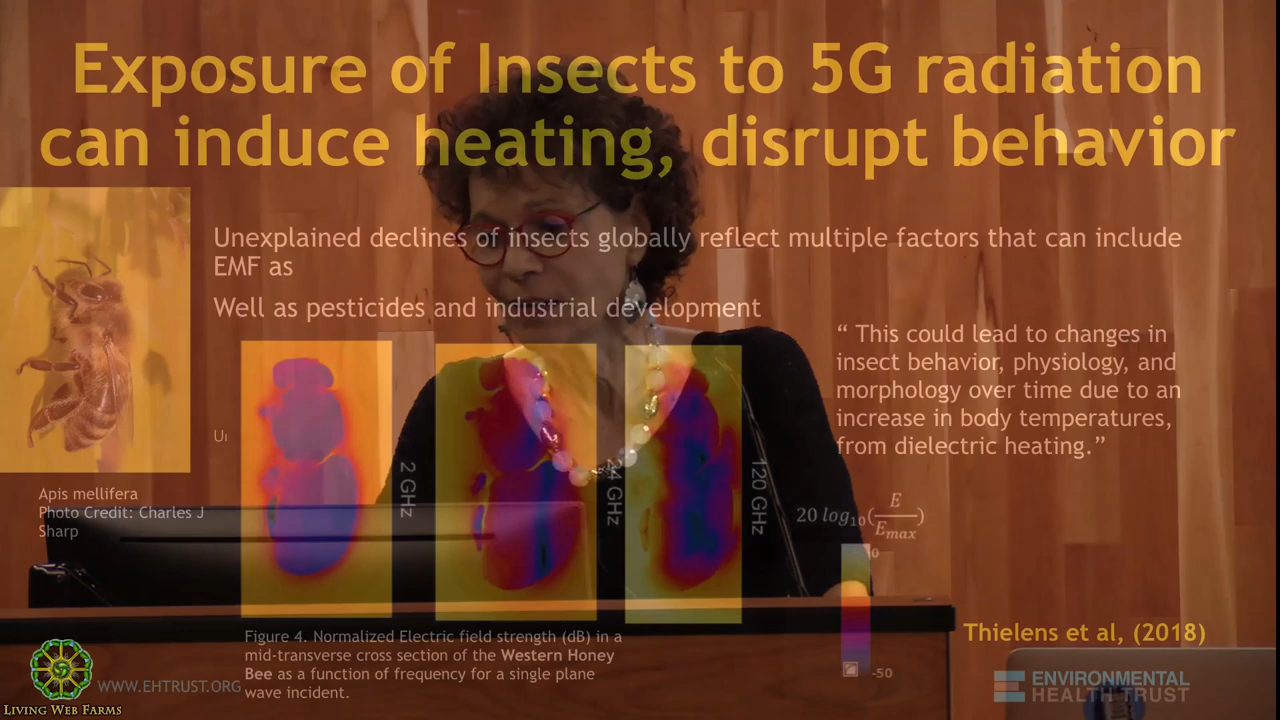 Exposure of Insects to 5G radiation
can induce heating, disrupt behavior
Unexplained declines of insects globally reflect multiple factors that can include
EMF as
Well as pesticides and industrial development
“ This could lead to changes in
insect behavior, physiology, and
morphology over time due to an
increase in body temperatures,
from dielectric heating.”
2 GHz
GHz
120 GHz
Apis mellifera
Photo Credit: Charles J
Sharp
20 log10(E/Emax)
0
-50
Figure 4. Normalized Electric field strength (dB) in a
mid-transverse cross section of the Western Honey
Bee as a function of frequency for a single plane
wave incident.
Thielens et al, (2018)
WWW.EHTRUST.ORG
ENVIRONMENTAL
HEALTH TRUST
LIVING WEB FARMS